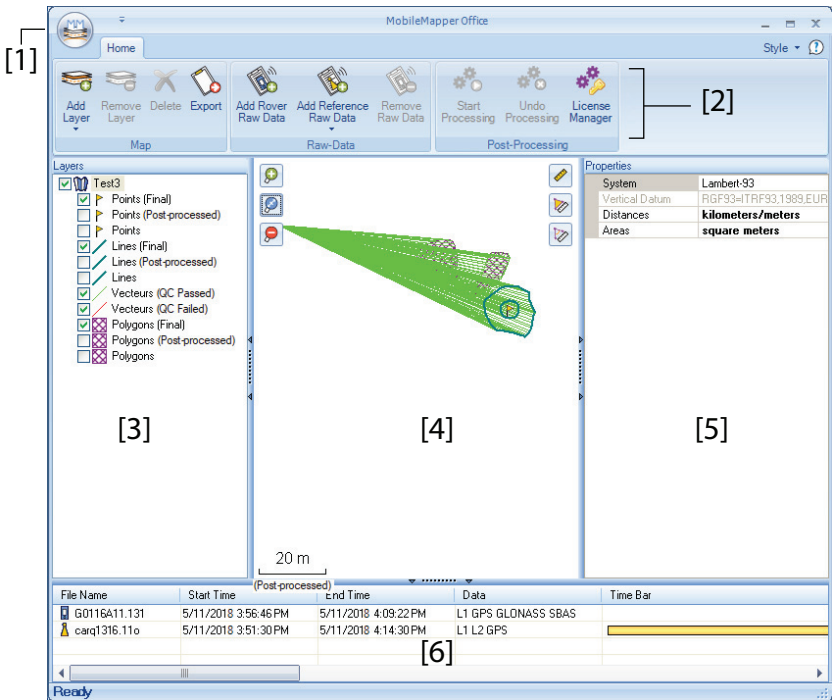 MobileMapper Office
MM
[1]
Home
Style
Add Layer
Remove Layer
Delete
Export
Add Rover Raw Data
Add Reference Raw Data
Remove Raw Data
Start Processing
Undo Processing
License Manager
[2]
Map
Raw-Data
Post-Processing
Layers
Test3
Points (Final)
Points (Post-processed)
Points
Lines (Final)
Lines (Post-processed)
Lines
Vecteurs (QC Passed)
Vecteurs (QC Failed)
Polygons (Final)
Polygons (Post-processed)
Polygons
[3]
[4]
20 m
Properties
System Lambert-93
Vertical Datum RGF93=ITRF93,1989,EUR
Distances kilometers/meters
Areas square meters
[5]
(Post-processed)
File Name Start Time End Time Data Time Bar
G0116A11.131 5/11/2018 3:56:46 PM 5/11/2018 4:09:22 PM L1 GPS GLONASS SBAS
carq1316.11o 5/11/2018 3:51:30 PM 5/11/2018 4:14:30 PM L1 L2 GPS
[6]
Ready